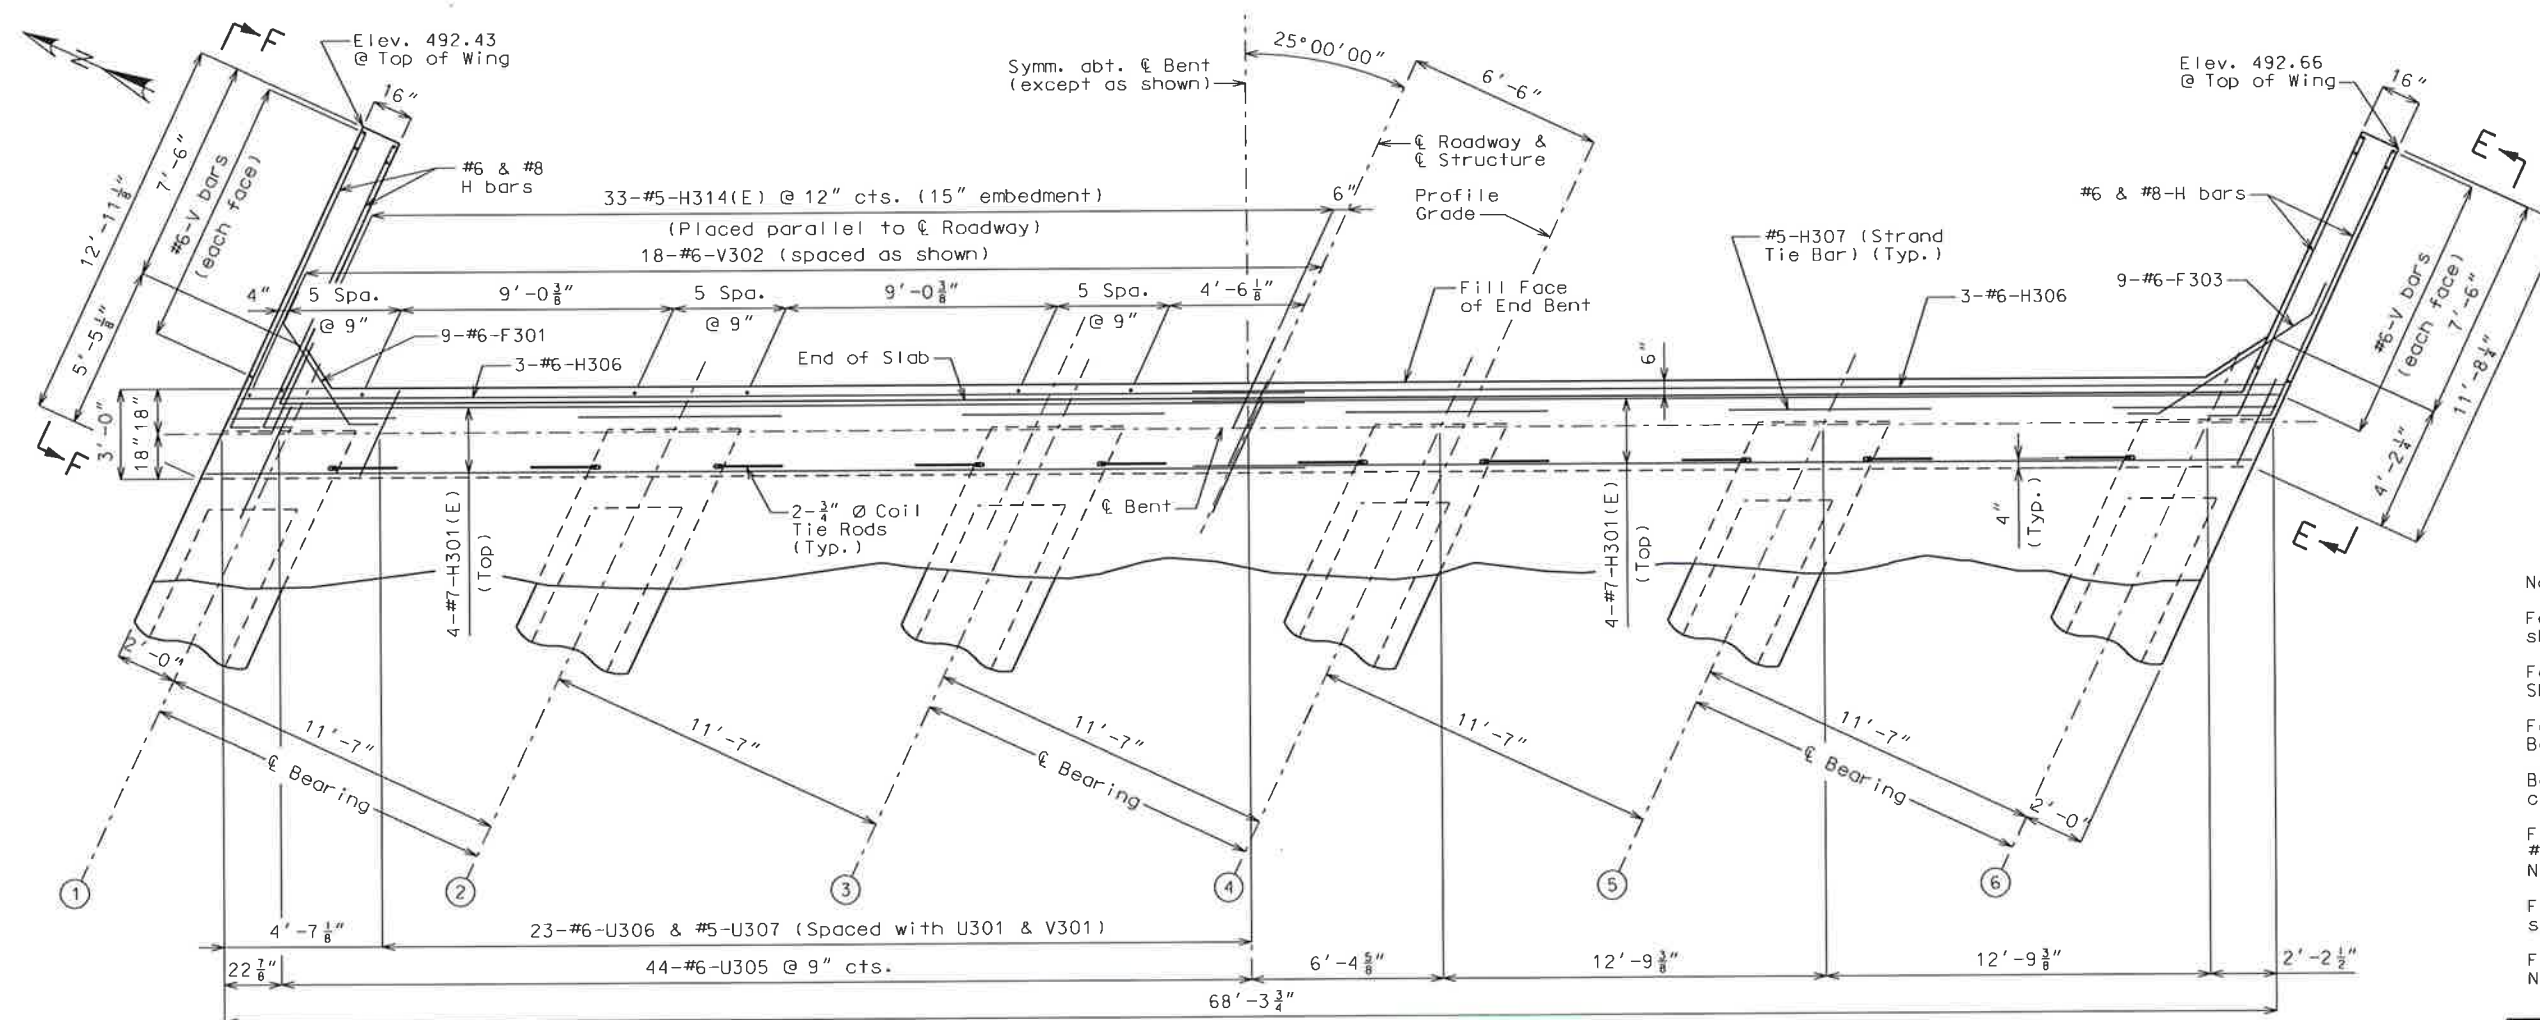 N
F
Elev. 492.43
@ Top of Wing
16"
7'-6"
12'-11 1/8"
5'-5 1/8"
#6-V bars
(each face)
F
#6 & #8
H bars
Symm. abt. ℄ Bent
(except as shown)
25°00'00"
6'-6"
℄ Roadway &
℄ Structure
Profile
Grade
33-#5-H314(E) @ 12" cts. (15" embedment)
6"
(Placed parallel to ℄ Roadway)
18-#6-V302 (spaced as shown)
4"
5 Spa.
@ 9"
9'-0 3/8"
5 Spa.
@ 9"
9'-0 3/8"
5 Spa.
@ 9"
4'-6 1/8"
9-#6-F301
3-#6-H306
End of Slab
Fill Face
of End Bent
#5-H307 (Strand
Tie Bar) (Typ.)
6"
3-#6-H306
9-#6-F303
#6 & #8-H bars
Elev. 492.66
@ Top of Wing
16"
E
#6-V bars
(each face)
7'-6"
11'-8 1/4"
4'-2 1/4"
E
3'-0"
18"
18"
4-#7-H301(E)
(Top)
2-3/4" Ø Coil
Tie Rods
(Typ.)
℄ Bent
4-#7-H301(E)
(Top)
4"
(Typ.)
2'-0"
11'-7"
11'-7"
11'-7"
11'-7"
11'-7"
2'-0"
℄ Bearing
℄ Bearing
℄ Bearing
1
2
3
4
5
6
4'-7 1/8"
23-#6-U306 & #5-U307 (Spaced with U301 & V301)
22 7/8"
44-#6-U305 @ 9" cts.
6'-4 5/8"
12'-9 3/8"
12'-9 3/8"
2'-2 1/2"
68'-3 3/4"